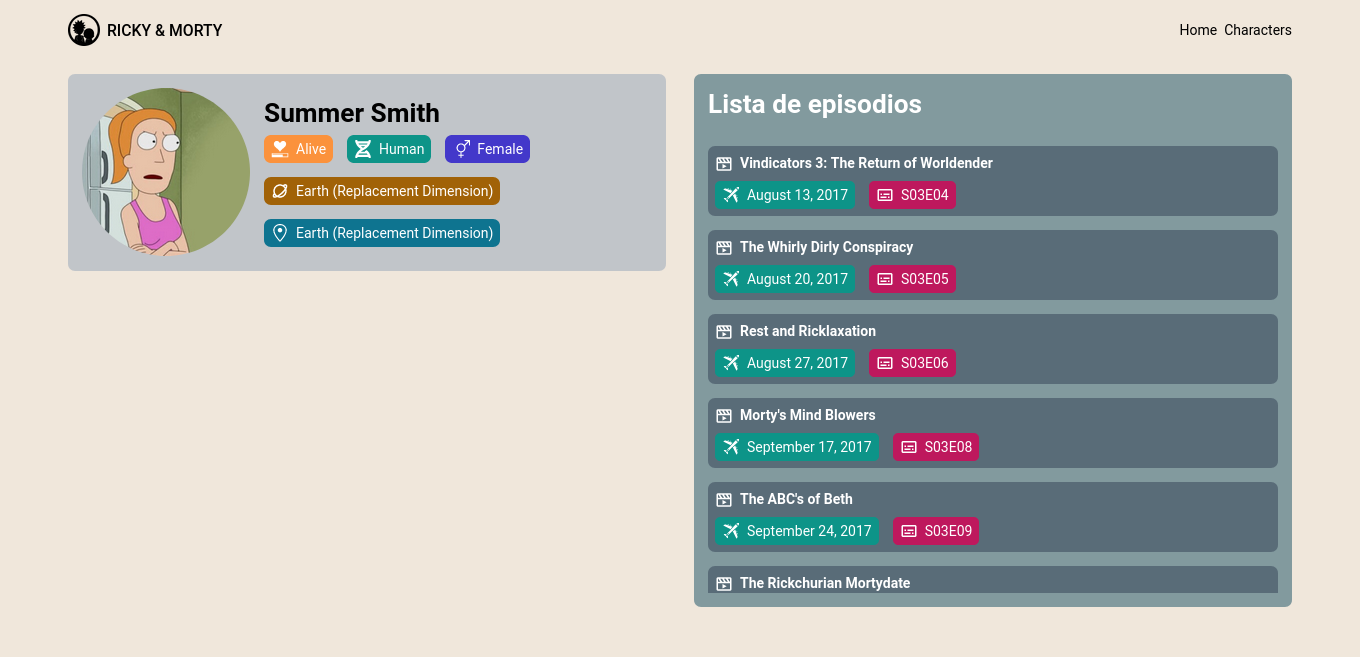 RICKY & MORTY
Home Characters
Summer Smith
Alive Human Female
Earth (Replacement Dimension)
Earth (Replacement Dimension)
Lista de episodios
Vindicators 3: The Return of Worldender
August 13, 2017 S03E04
The Whirly Dirly Conspiracy
August 20, 2017 S03E05
Rest and Ricklaxation
August 27, 2017 S03E06
Morty's Mind Blowers
September 17, 2017 S03E08
The ABC's of Beth
September 24, 2017 S03E09
The Rickchurian Mortydate